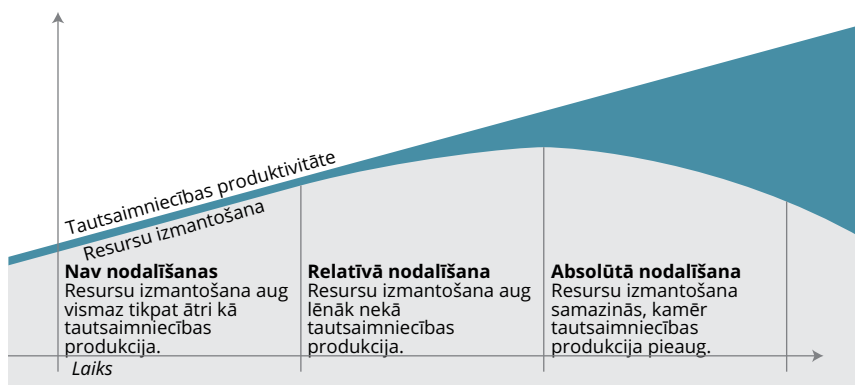 Tautsaimniecības produktivitāte
Resursu izmantošana
Nav nodalīšanas
Resursu izmantošana aug
vismaz tikpat ātri kā
tautsaimniecības
produkcija.
Relatīvā nodalīšana
Resursu izmantošana aug
lēnāk nekā
tautsaimniecības
produkcija.
Absolūtā nodalīšana
Resursu izmantošana
samazinās, kamēr
tautsaimniecības
produkcija pieaug.
Laiks